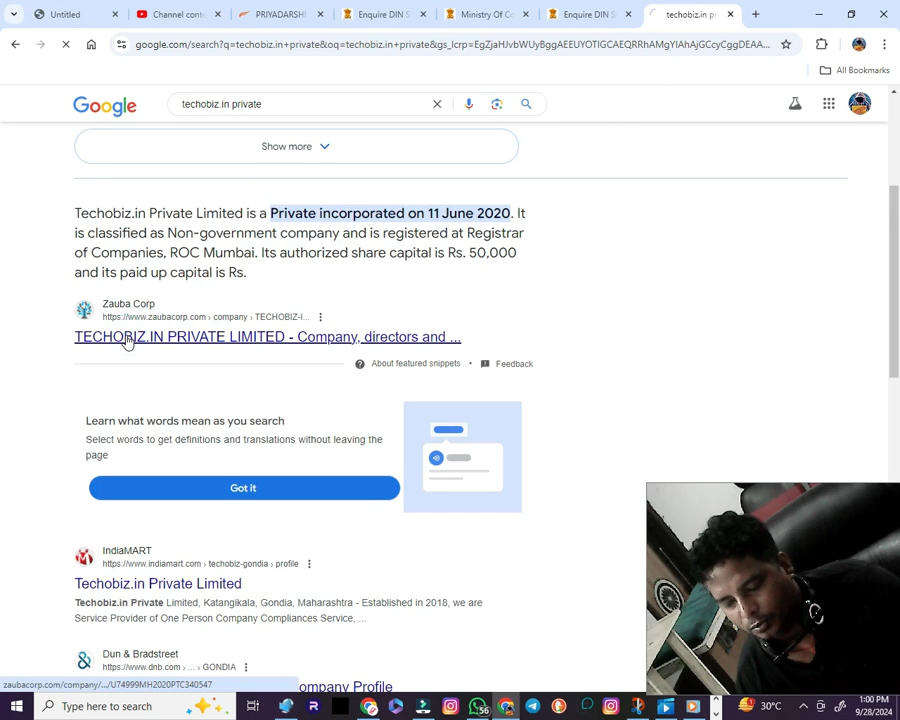 Untitled
Channel conte
PRIYADARSHI
Enquire DIN S
Ministry Of Co
Enquire DIN S
techobiz.in pr
google.com/search?q=techobiz.in+private&oq=techobiz.in+private&gs_lcrp=EgZjaHJvbWUyBggAEEUYOTIGCAEQRRhAMgYIAhAjGCcyCggDEAA...
All Bookmarks
Google
techobiz.in private
Show more
Techobiz.in Private Limited is a Private incorporated on 11 June 2020. It
is classified as Non-government company and is registered at Registrar
of Companies, ROC Mumbai. Its authorized share capital is Rs. 50,000
and its paid up capital is Rs.
Zauba Corp
https://www.zaubacorp.com › company › TECHOBIZ-I...
TECHOBIZ.IN PRIVATE LIMITED - Company, directors and ...
About featured snippets
Feedback
Learn what words mean as you search
Select words to get definitions and translations without leaving the
page
Got it
IndiaMART
https://www.indiamart.com › techobiz-gondia › profile
Techobiz.in Private Limited
Techobiz.in Private Limited, Katangikala, Gondia, Maharashtra - Established in 2018, we are
Service Provider of One Person Company Compliances Service, ...
Dun & Bradstreet
https://www.dnb.com › ... › GONDIA
zaubacorp.com/company/.../U74999MH2020PTC340547
ompany Profile
Type here to search
56
30°C
1:00 PM
9/28/2024